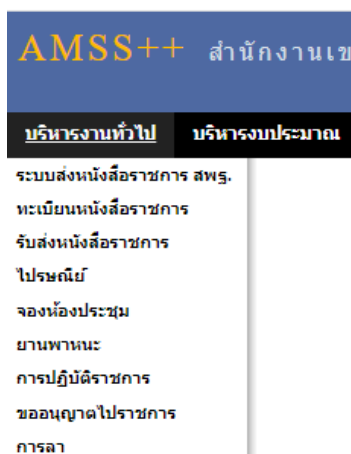 AMSS++ สำนักงานเข
บริหารงานทั่วไป บริหารงบประมาณ
ระบบส่งหนังสือราชการ สพฐ.
ทะเบียนหนังสือราชการ
รับส่งหนังสือราชการ
ไปรษณีย์
จองห้องประชุม
ยานพาหนะ
การปฏิบัติราชการ
ขออนุญาตไปราชการ
การลา